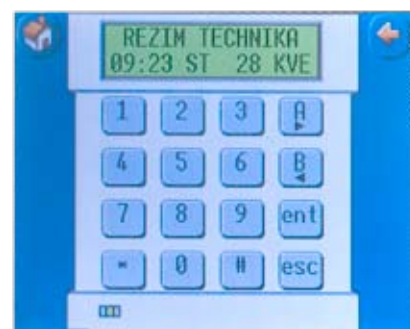 REZIM TECHNIKA
09:23 ST 28 KVE
1 2 3 A
4 5 6 B
7 8 9 ent
* 0 # esc